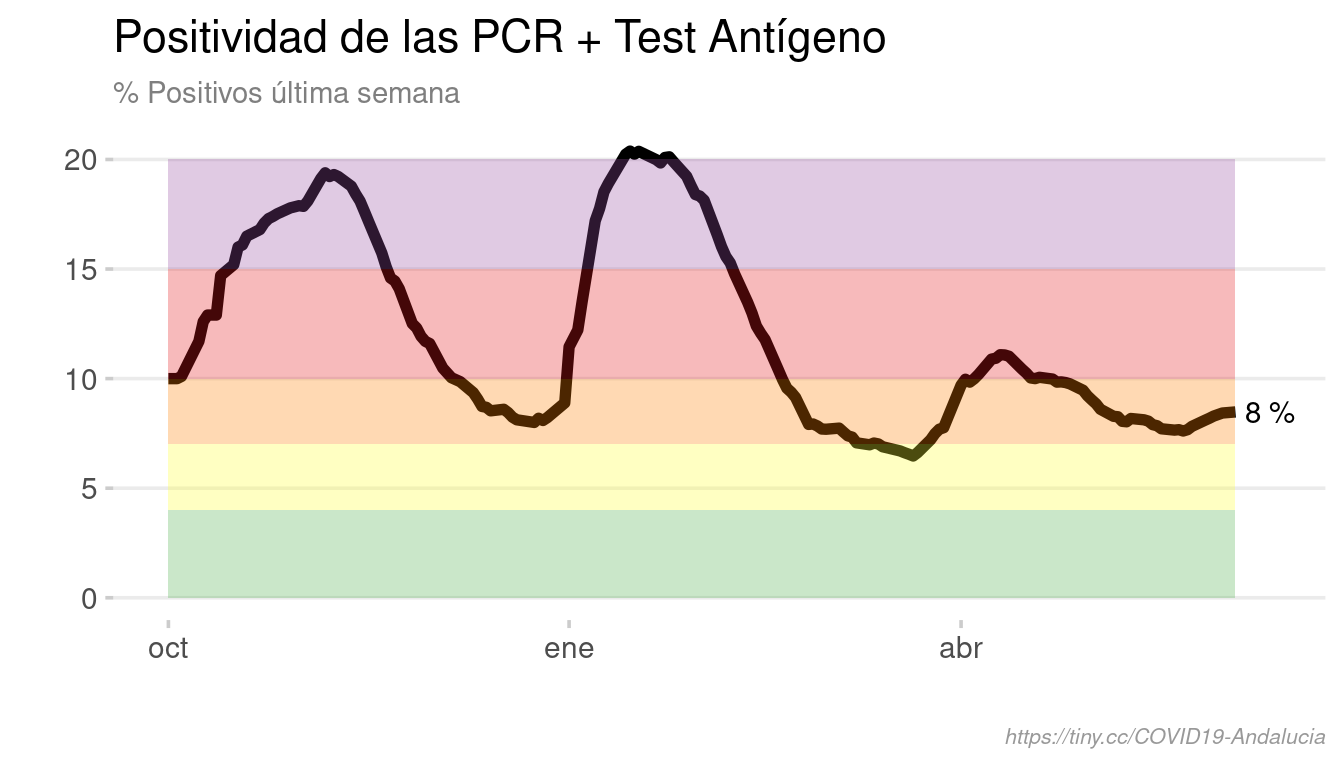 Positividad de las PCR + Test Antígeno
% Positivos última semana
20
15
10
5
0
8 %
oct ene abr
https://tiny.cc/COVID19-Andalucia